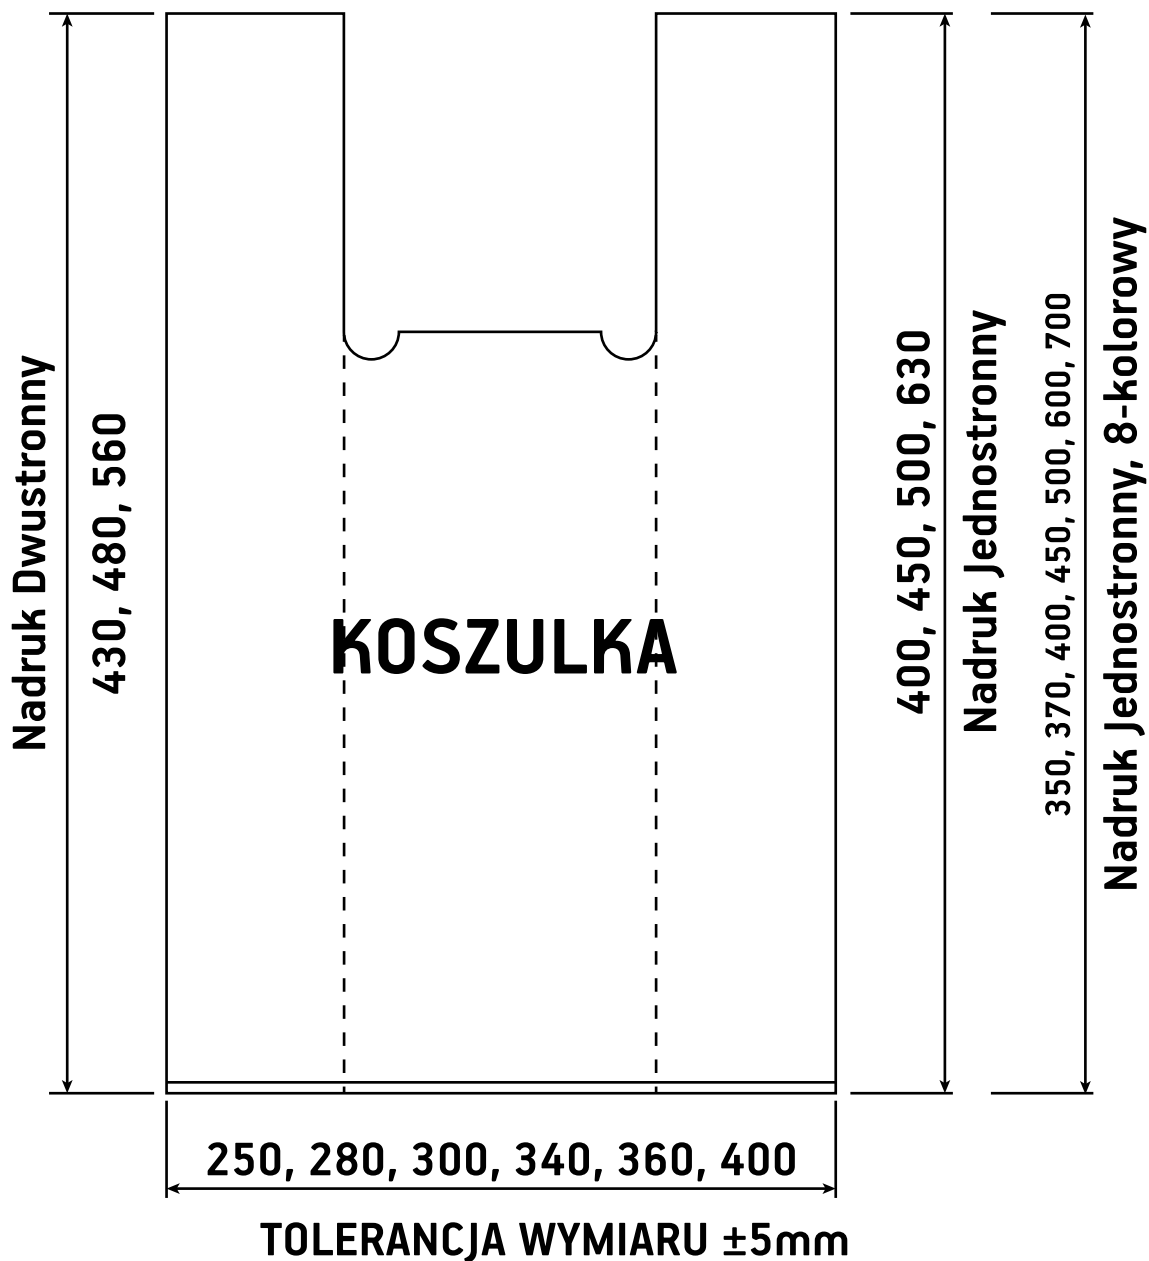 Nadruk Dwustronny
430, 480, 560
KOSZULKA
400, 450, 500, 630
Nadruk Jednostronny
350, 370, 400, 450, 500, 600, 700
Nadruk Jednostronny, 8-kolorowy
250, 280, 300, 340, 360, 400
TOLERANCJA WYMIARU ±5mm